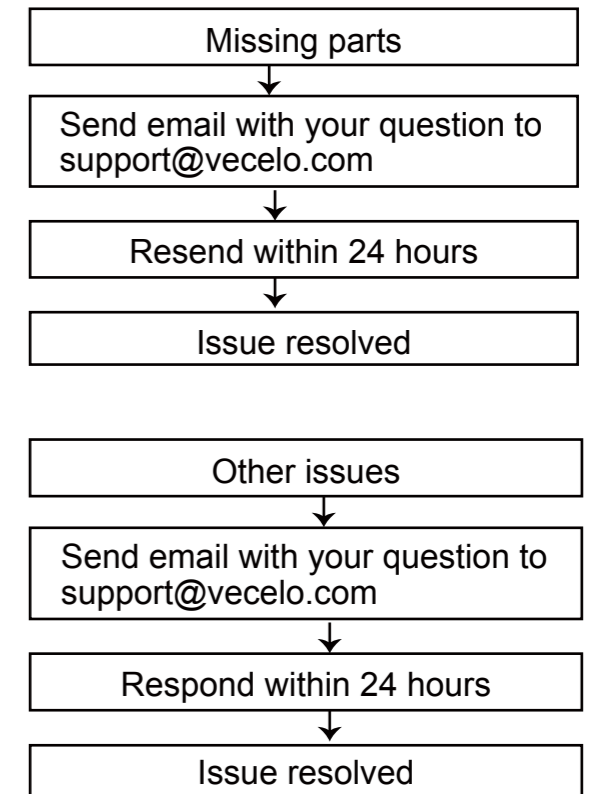 Missing parts
Send email with your question to
support@vecelo.com
Resend within 24 hours
Issue resolved
Other issues
Send email with your question to
support@vecelo.com
Respond within 24 hours
Issue resolved